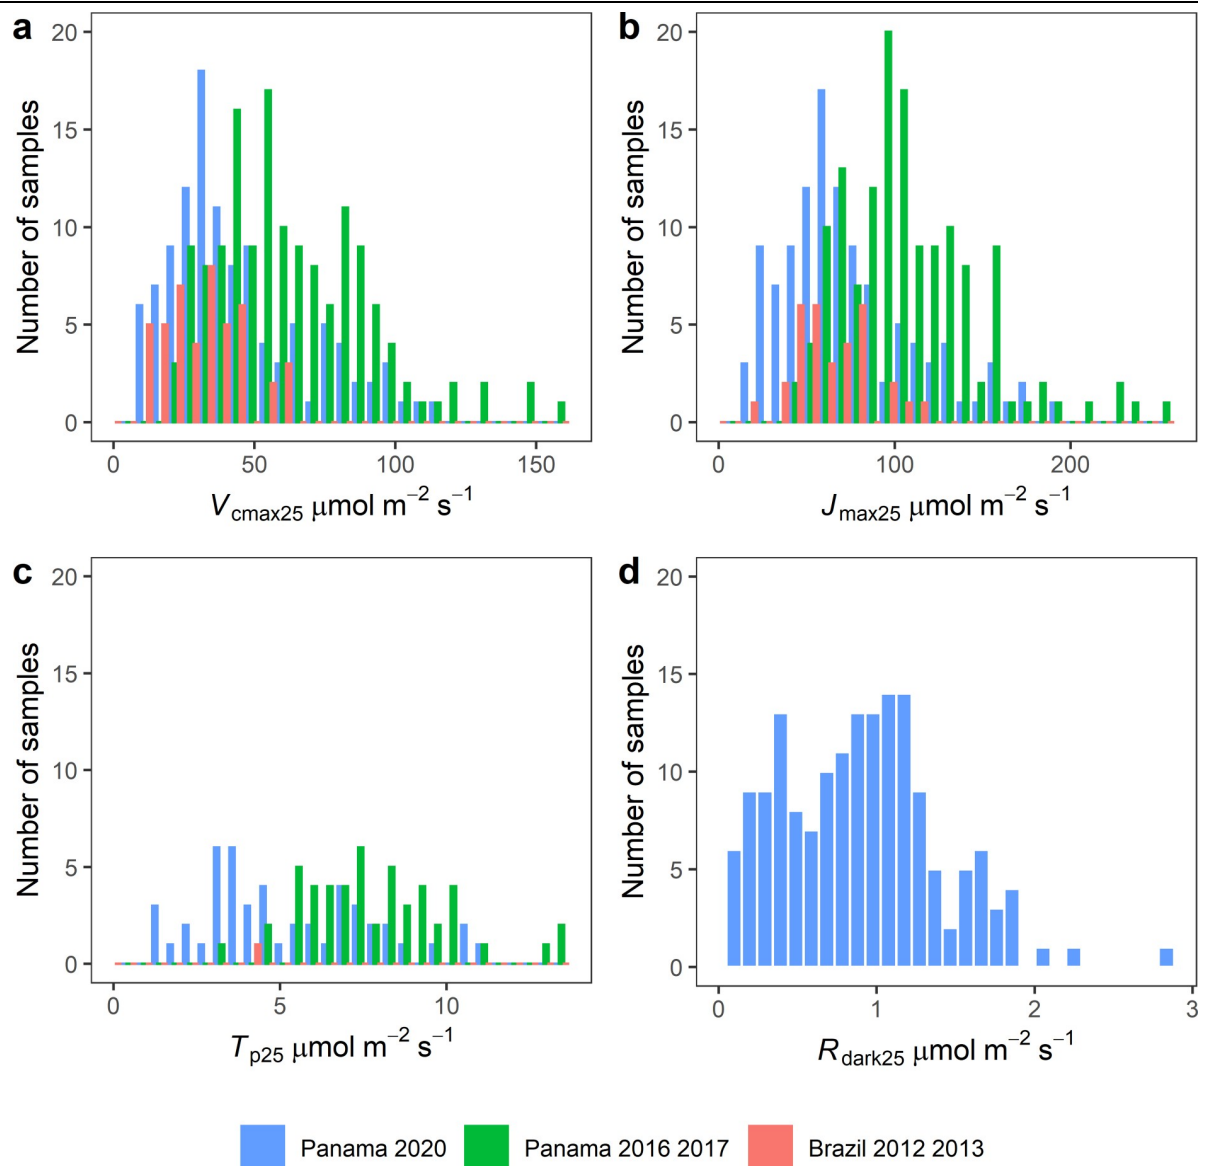 a
b
Number of samples
20
15
10
5
0
0 50 100 150
Vcmax25 μmol m−2 s−1
Number of samples
20
15
10
5
0
0 100 200
Jmax25 μmol m−2 s−1
c
d
Number of samples
20
15
10
5
0
0 5 10
Tp25 μmol m−2 s−1
Number of samples
20
15
10
5
0
0 1 2 3
Rdark25 μmol m−2 s−1
Panama 2020 Panama 2016 2017 Brazil 2012 2013